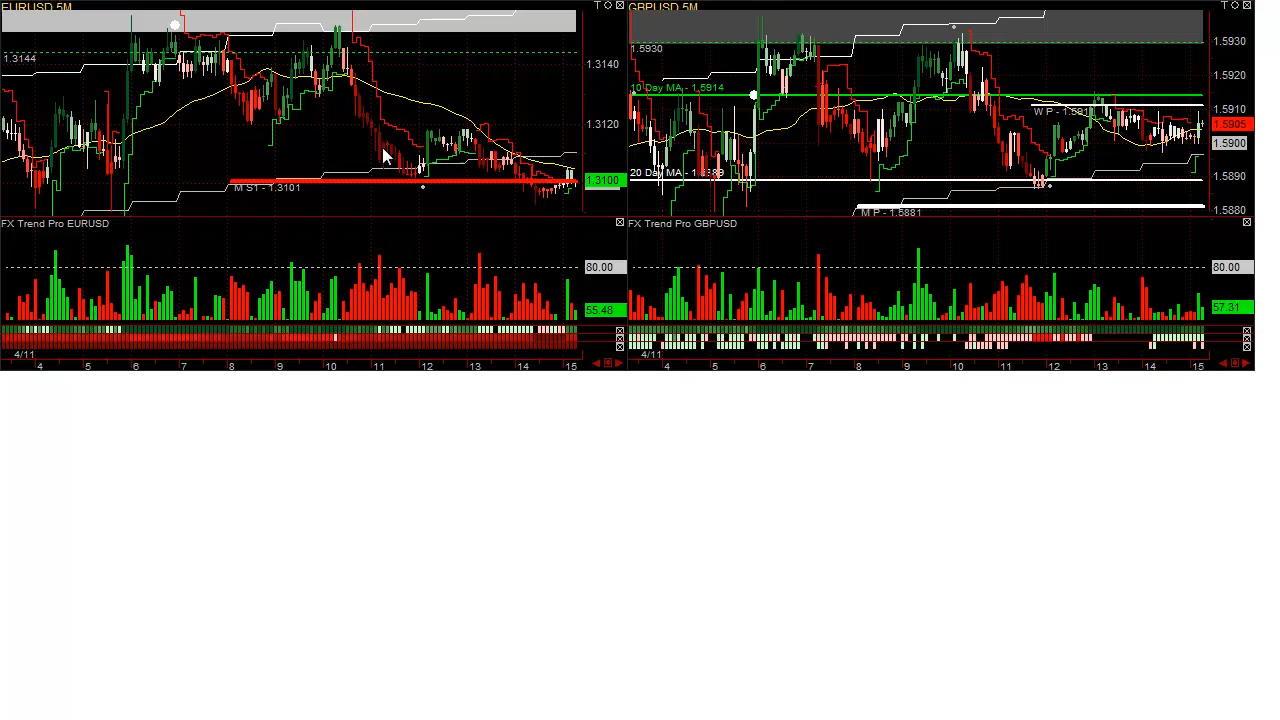 EURUSD 5M
1.3144
1.3140
1.3120
M S1 - 1.3101
1.3100
FX Trend Pro EURUSD
80.00
55.48
4/11
4 5 6 7 8 9 10 11 12 13 14 15
GBPUSD 5M
T
1.5930
1.5930
1.5920
10 Day MA - 1.5914
W P - 1.591
1.5910
1.5905
1.5900
20 Day MA - 1.5889
1.5890
M P - 1.5881
1.5880
FX Trend Pro GBPUSD
80.00
57.31
4/11
4 5 6 7 8 9 10 11 12 13 14 15